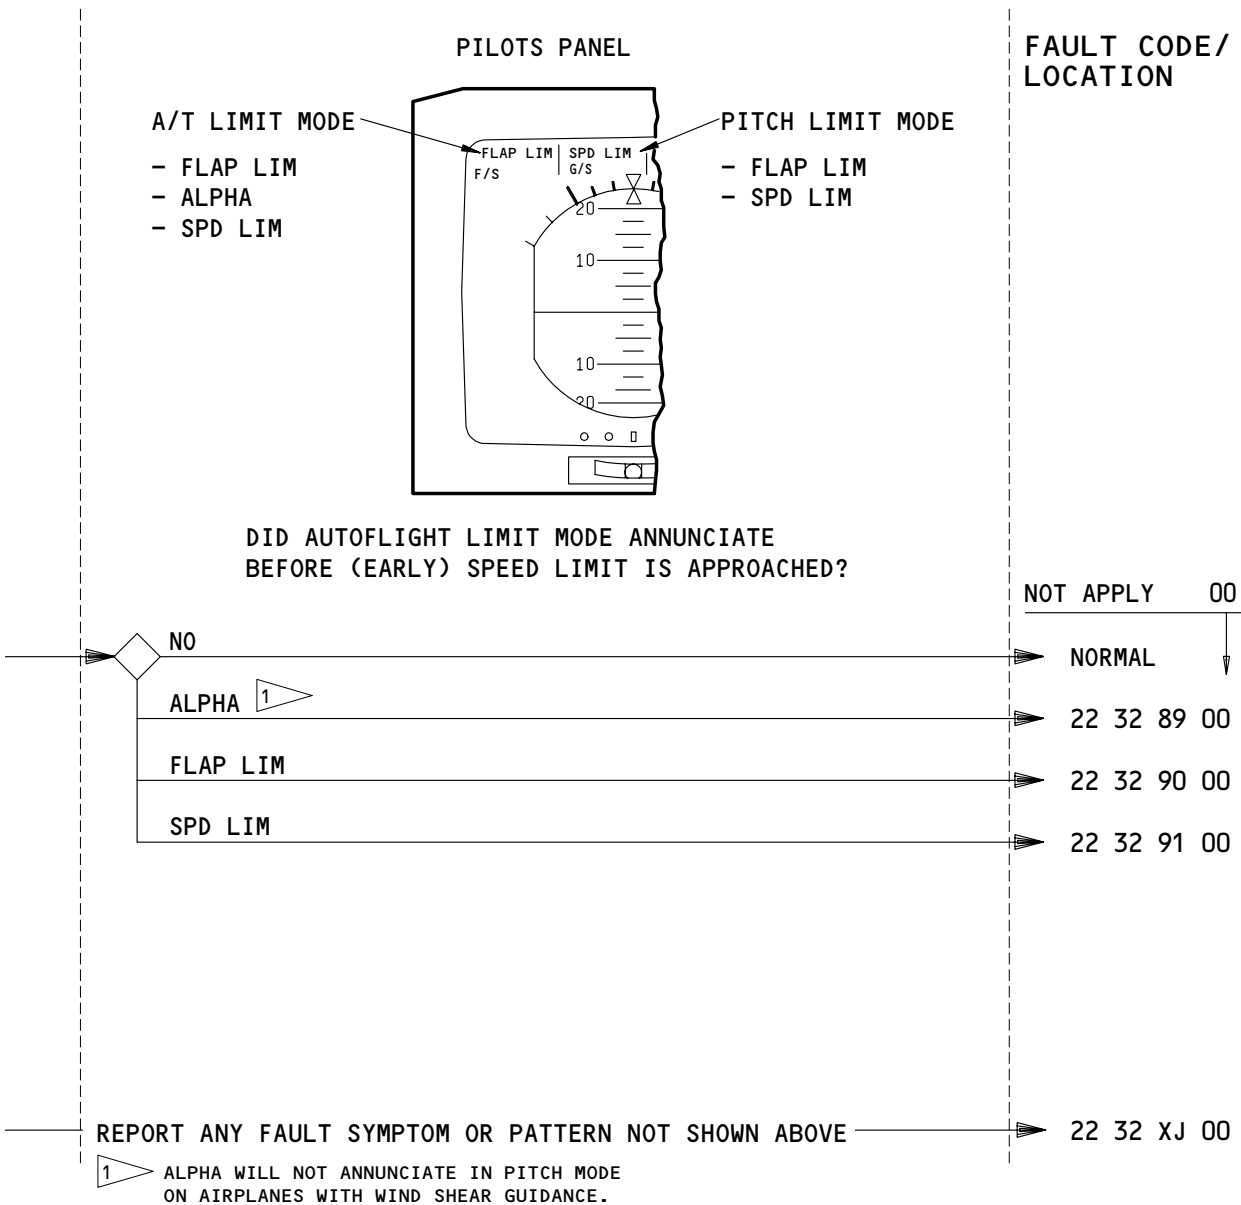 PILOTS PANEL
FAULT CODE/
LOCATION
A/T LIMIT MODE
- FLAP LIM
- ALPHA
- SPD LIM
PITCH LIMIT MODE
- FLAP LIM
- SPD LIM
FLAP LIM SPD LIM
F/S G/S
20
10
10
20
DID AUTOFLIGHT LIMIT MODE ANNUNCIATE
BEFORE (EARLY) SPEED LIMIT IS APPROACHED?
NOT APPLY 00
NO NORMAL
ALPHA 1 22 32 89 00
FLAP LIM 22 32 90 00
SPD LIM 22 32 91 00
REPORT ANY FAULT SYMPTOM OR PATTERN NOT SHOWN ABOVE 22 32 XJ 00
1 ALPHA WILL NOT ANNUNCIATE IN PITCH MODE
ON AIRPLANES WITH WIND SHEAR GUIDANCE.